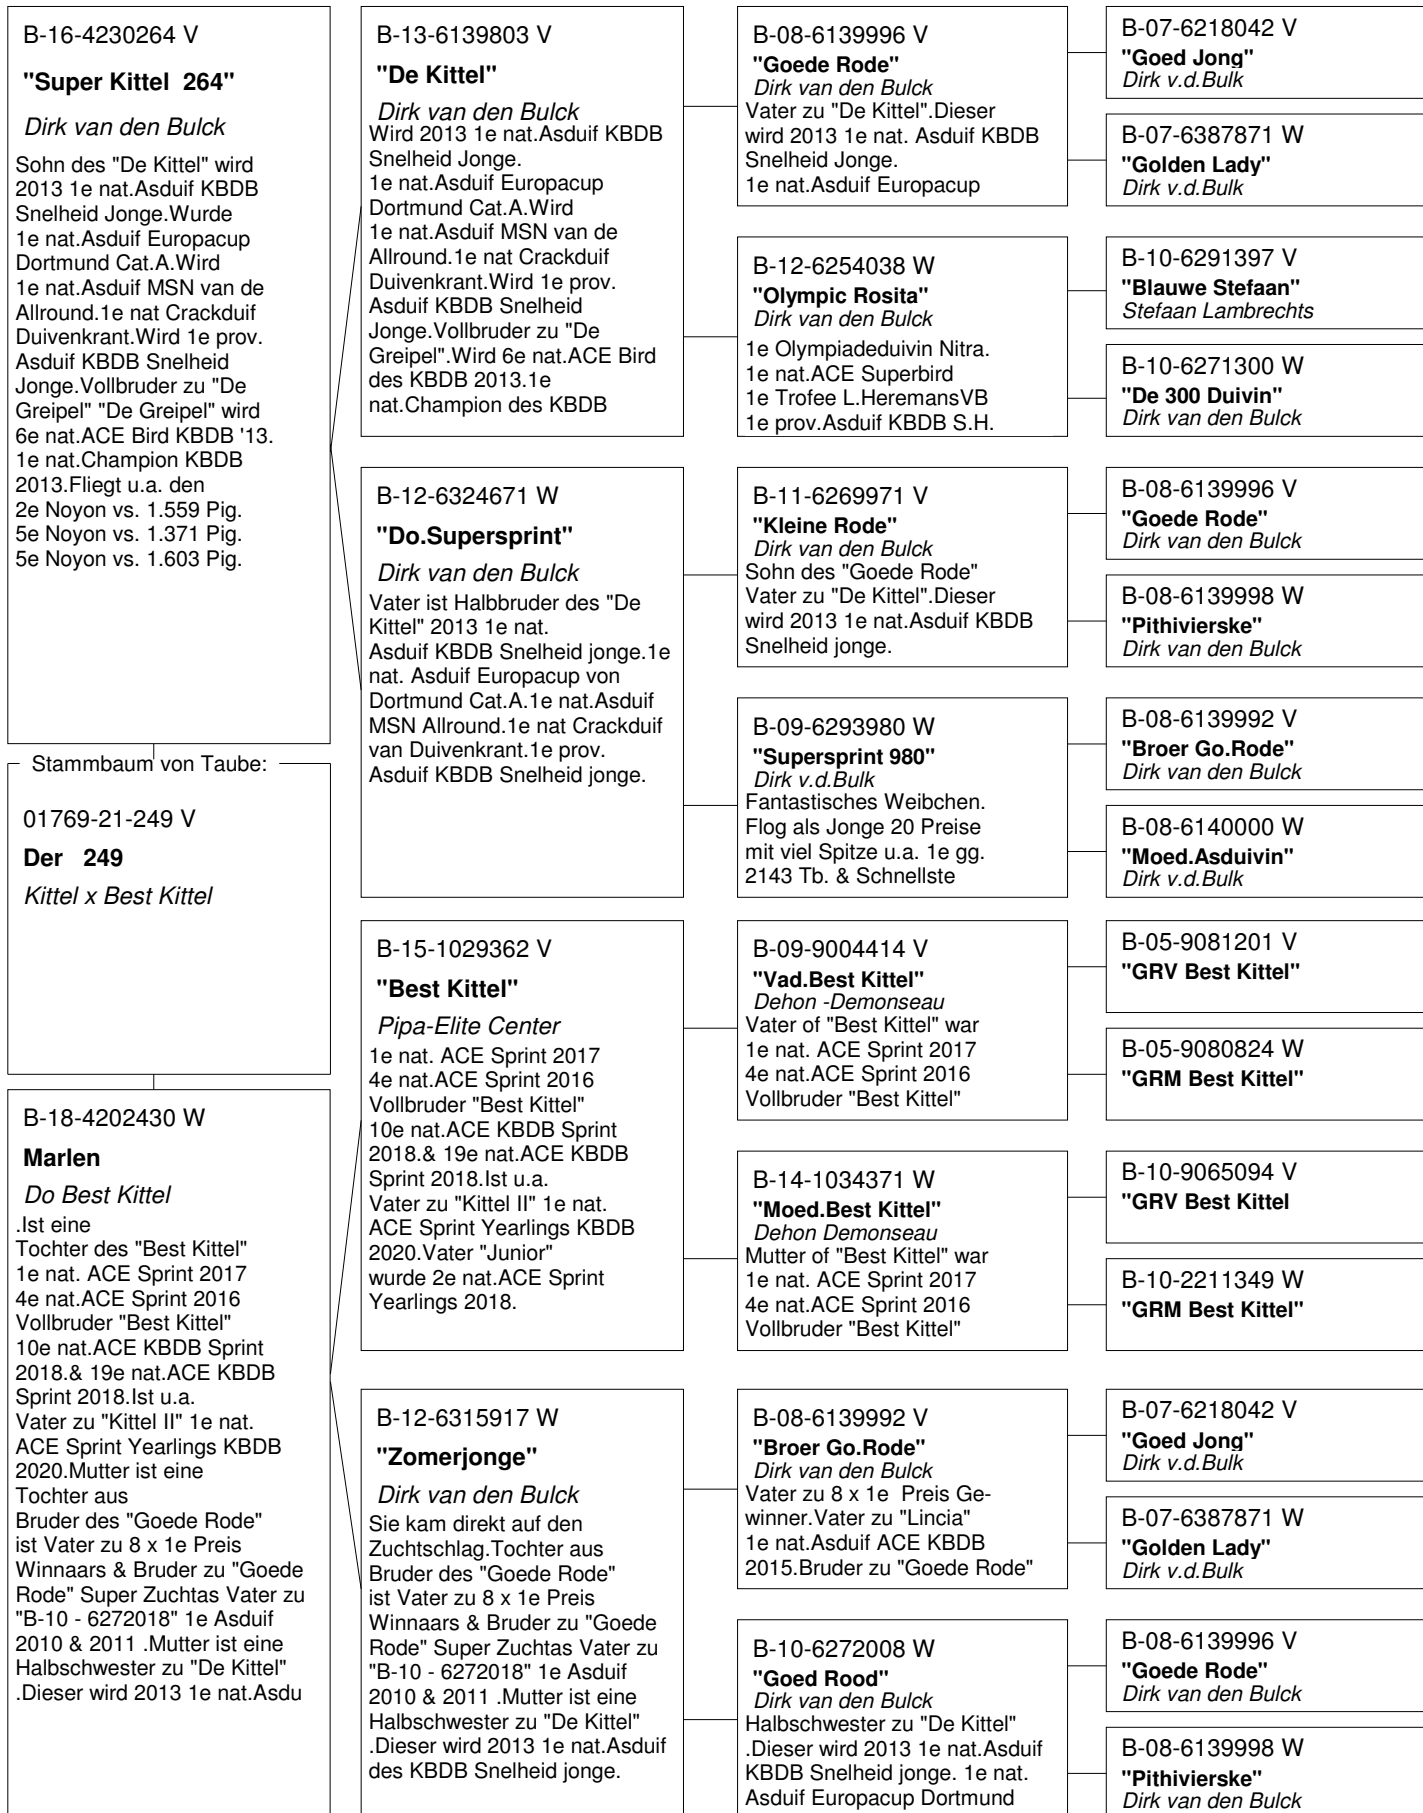 B-16-4230264 V
"Super Kittel 264"
Dirk van den Bulck
Sohn des "De Kittel" wird
2013 1e nat.Asduif KBDB
Snelheid Jonge.Wurde
1e nat.Asduif Europacup
Dortmund Cat.A.Wird
1e nat.Asduif MSN van de
Allround.1e nat Crackduif
Duivenkrant.Wird 1e prov.
Asduif KBDB Snelheid
Jonge.Vollbruder zu "De
Greipel" "De Greipel" wird
6e nat.ACE Bird KBDB '13.
1e nat.Champion KBDB
2013.Fliegt u.a. den
2e Noyon vs. 1.559 Pig.
5e Noyon vs. 1.371 Pig.
5e Noyon vs. 1.603 Pig.
Stammbaum von Taube:
01769-21-249 V
Der 249
Kittel x Best Kittel
B-18-4202430 W
Marlen
Do Best Kittel
.Ist eine
Tochter des "Best Kittel"
1e nat. ACE Sprint 2017
4e nat.ACE Sprint 2016
Vollbruder "Best Kittel"
10e nat.ACE KBDB Sprint
2018.& 19e nat.ACE KBDB
Sprint 2018.Ist u.a.
Vater zu "Kittel II" 1e nat.
ACE Sprint Yearlings KBDB
2020.Mutter ist eine
Tochter aus
Bruder des "Goede Rode"
ist Vater zu 8 x 1e Preis
Winnaars & Bruder zu "Goede
Rode" Super Zuchtas Vater zu
"B-10 - 6272018" 1e Asduif
2010 & 2011 .Mutter ist eine
Halbschwester zu "De Kittel"
.Dieser wird 2013 1e nat.Asdu
B-13-6139803 V
"De Kittel"
Dirk van den Bulck
Wird 2013 1e nat.Asduif KBDB
Snelheid Jonge.
1e nat.Asduif Europacup
Dortmund Cat.A.Wird
1e nat.Asduif MSN van de
Allround.1e nat Crackduif
Duivenkrant.Wird 1e prov.
Asduif KBDB Snelheid
Jonge.Vollbruder zu "De
Greipel".Wird 6e nat.ACE Bird
des KBDB 2013.1e
nat.Champion des KBDB
B-12-6324671 W
"Do.Supersprint"
Dirk van den Bulck
Vater ist Halbbruder des "De
Kittel" 2013 1e nat.
Asduif KBDB Snelheid jonge.1e
nat. Asduif Europacup von
Dortmund Cat.A.1e nat.Asduif
MSN Allround.1e nat Crackduif
van Duivenkrant.1e prov.
Asduif KBDB Snelheid jonge.
B-15-1029362 V
"Best Kittel"
Pipa-Elite Center
1e nat. ACE Sprint 2017
4e nat.ACE Sprint 2016
Vollbruder "Best Kittel"
10e nat.ACE KBDB Sprint
2018.& 19e nat.ACE KBDB
Sprint 2018.Ist u.a.
Vater zu "Kittel II" 1e nat.
ACE Sprint Yearlings KBDB
2020.Vater "Junior"
wurde 2e nat.ACE Sprint
Yearlings 2018.
B-12-6315917 W
"Zomerjonge"
Dirk van den Bulck
Sie kam direkt auf den
Zuchtschlag.Tochter aus
Bruder des "Goede Rode"
ist Vater zu 8 x 1e Preis
Winnaars & Bruder zu "Goede
Rode" Super Zuchtas Vater zu
"B-10 - 6272018" 1e Asduif
2010 & 2011 .Mutter ist eine
Halbschwester zu "De Kittel"
.Dieser wird 2013 1e nat.Asduif
des KBDB Snelheid jonge.
B-08-6139996 V
"Goede Rode"
Dirk van den Bulck
Vater zu "De Kittel".Dieser
wird 2013 1e nat. Asduif KBDB
Snelheid Jonge.
1e nat.Asduif Europacup
B-12-6254038 W
"Olympic Rosita"
Dirk van den Bulck
1e Olympiadeduivin Nitra.
1e nat.ACE Superbird
1e Trofee L.HeremansVB
1e prov.Asduif KBDB S.H.
B-11-6269971 V
"Kleine Rode"
Dirk van den Bulck
Sohn des "Goede Rode"
Vater zu "De Kittel".Dieser
wird 2013 1e nat.Asduif KBDB
Snelheid jonge.
B-09-6293980 W
"Supersprint 980"
Dirk v.d.Bulk
Fantastisches Weibchen.
Flog als Jonge 20 Preise
mit viel Spitze u.a. 1e gg.
2143 Tb. & Schnellste
B-09-9004414 V
"Vad.Best Kittel"
Dehon -Demonseau
Vater of "Best Kittel" war
1e nat. ACE Sprint 2017
4e nat.ACE Sprint 2016
Vollbruder "Best Kittel"
B-14-1034371 W
"Moed.Best Kittel"
Dehon Demonseau
Mutter of "Best Kittel" war
1e nat. ACE Sprint 2017
4e nat.ACE Sprint 2016
Vollbruder "Best Kittel"
B-08-6139992 V
"Broer Go.Rode"
Dirk van den Bulck
Vater zu 8 x 1e  Preis Ge-
winner.Vater zu "Lincia"
1e nat.Asduif ACE KBDB
2015.Bruder zu "Goede Rode"
B-10-6272008 W
"Goed Rood"
Dirk van den Bulck
Halbschwester zu "De Kittel"
.Dieser wird 2013 1e nat.Asduif
KBDB Snelheid jonge. 1e nat.
Asduif Europacup Dortmund
B-07-6218042 V
"Goed Jong"
Dirk v.d.Bulk
B-07-6387871 W
"Golden Lady"
Dirk v.d.Bulk
B-10-6291397 V
"Blauwe Stefaan"
Stefaan Lambrechts
B-10-6271300 W
"De 300 Duivin"
Dirk van den Bulck
B-08-6139996 V
"Goede Rode"
Dirk van den Bulck
B-08-6139998 W
"Pithivierske"
Dirk van den Bulck
B-08-6139992 V
"Broer Go.Rode"
Dirk van den Bulck
B-08-6140000 W
"Moed.Asduivin"
Dirk v.d.Bulk
B-05-9081201 V
"GRV Best Kittel"
B-05-9080824 W
"GRM Best Kittel"
B-10-9065094 V
"GRV Best Kittel
B-10-2211349 W
"GRM Best Kittel"
B-07-6218042 V
"Goed Jong"
Dirk v.d.Bulk
B-07-6387871 W
"Golden Lady"
Dirk v.d.Bulk
B-08-6139996 V
"Goede Rode"
Dirk van den Bulck
B-08-6139998 W
"Pithivierske"
Dirk van den Bulck